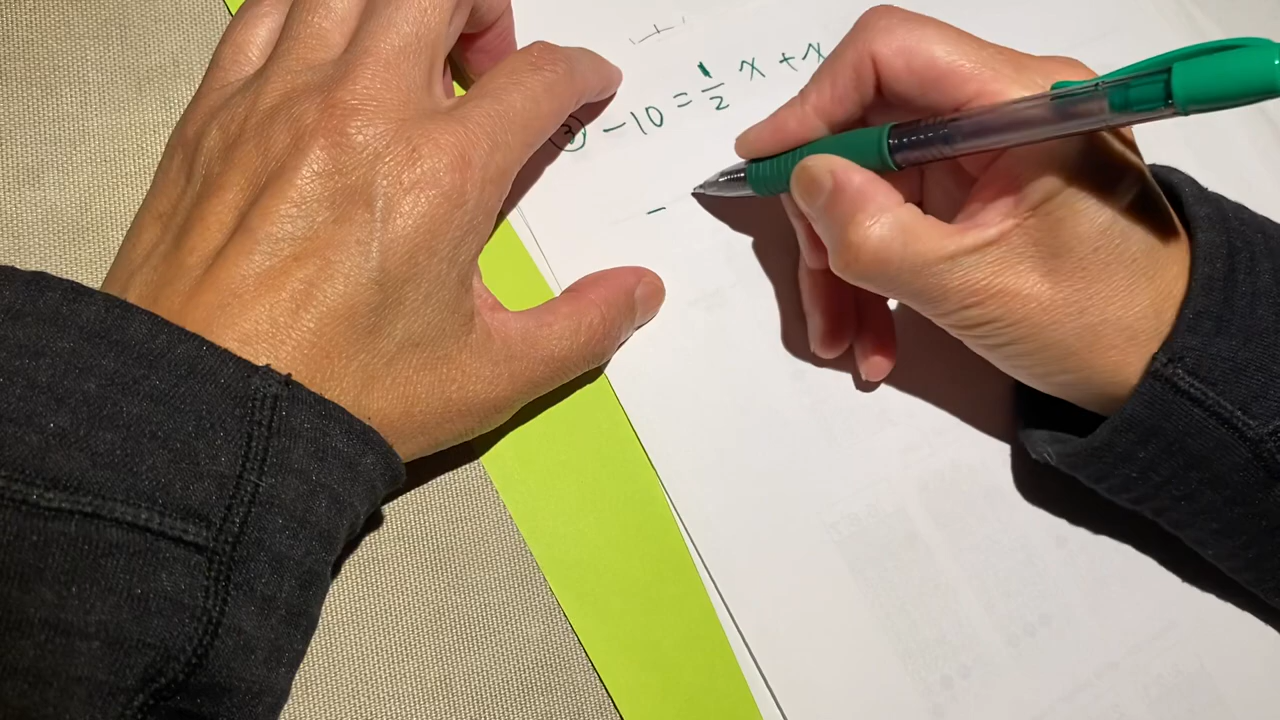 ③ -10 = 1/2 x + x
-